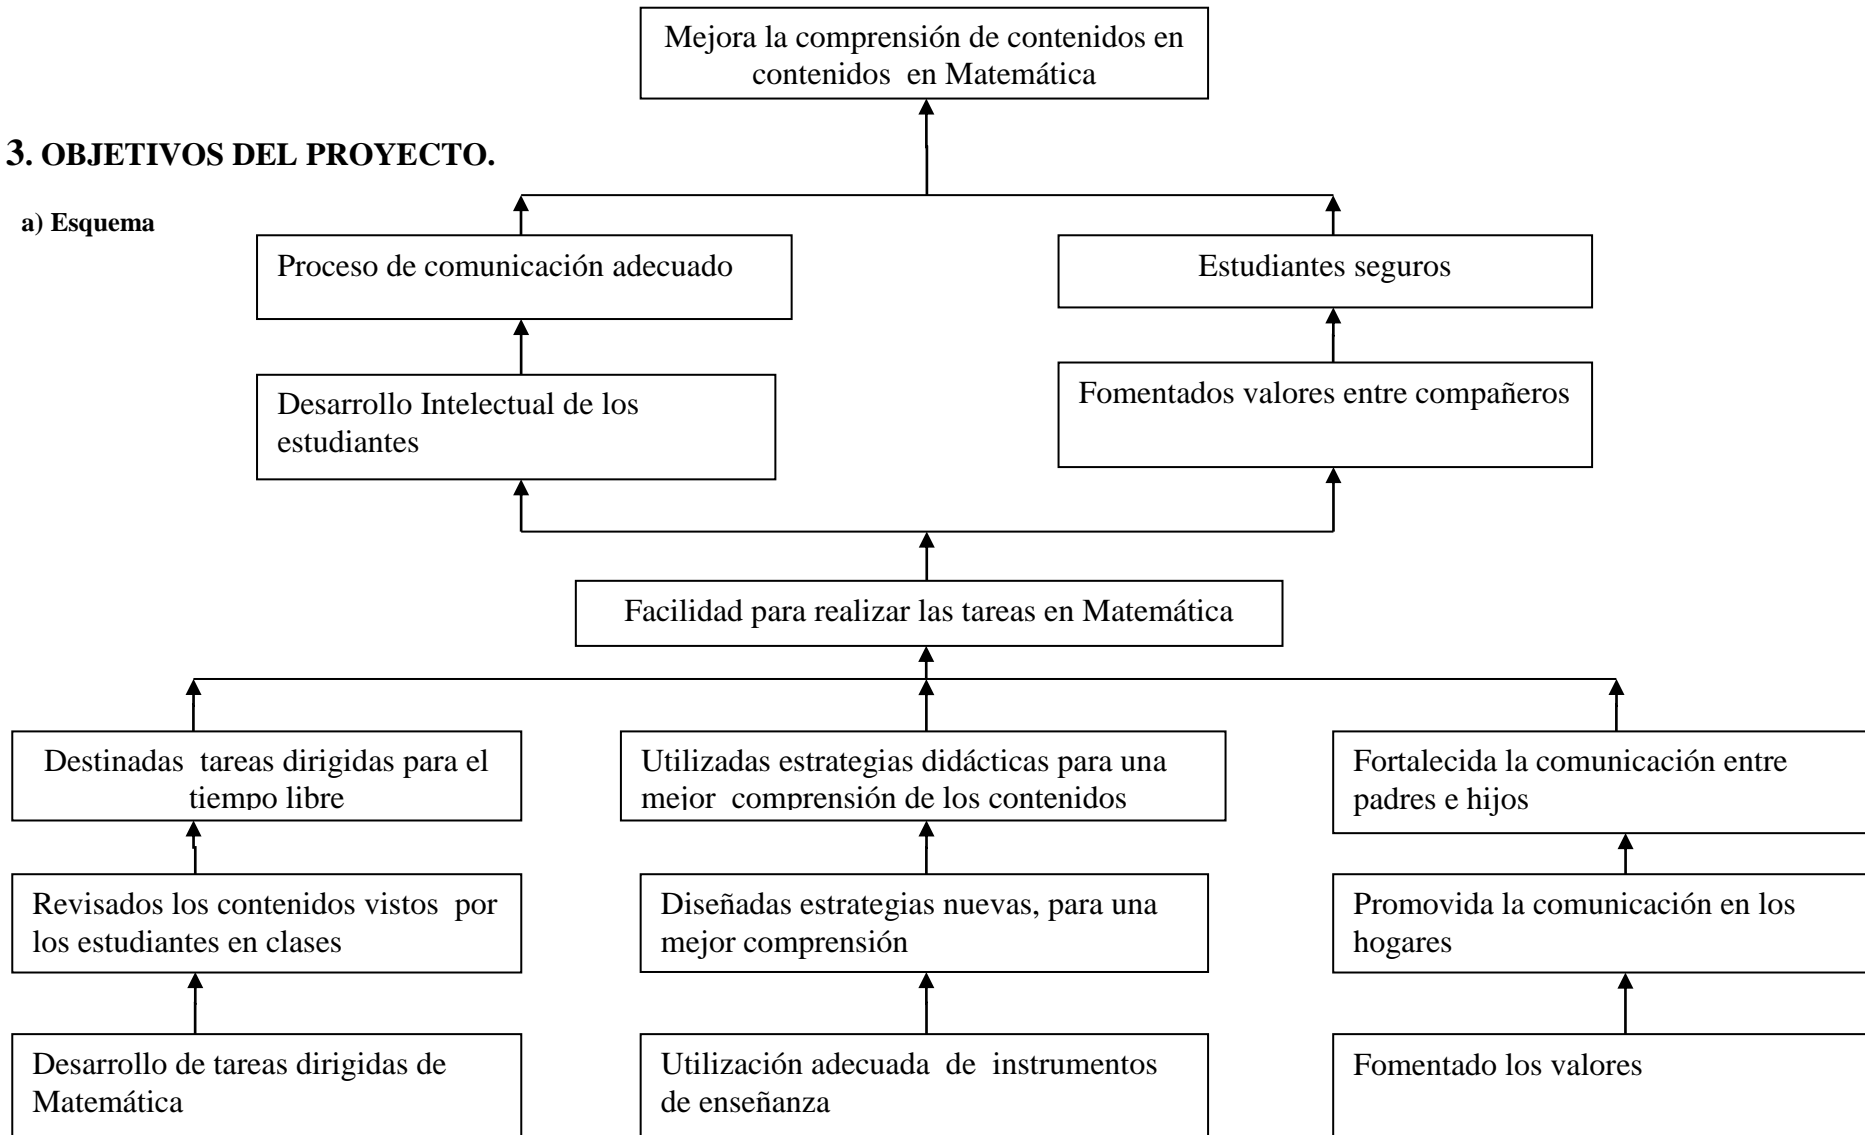 Mejora la comprensión de contenidos en
contenidos en Matemática
3. OBJETIVOS DEL PROYECTO.
a) Esquema
Proceso de comunicación adecuado
Estudiantes seguros
Desarrollo Intelectual de los
estudiantes
Fomentados valores entre compañeros
Facilidad para realizar las tareas en Matemática
Destinadas tareas dirigidas para el
tiempo libre
Utilizadas estrategias didácticas para una
mejor comprensión de los contenidos
Fortalecida la comunicación entre
padres e hijos
Revisados los contenidos vistos por
los estudiantes en clases
Diseñadas estrategias nuevas, para una
mejor comprensión
Promovida la comunicación en los
hogares
Desarrollo de tareas dirigidas de
Matemática
Utilización adecuada de instrumentos
de enseñanza
Fomentado los valores